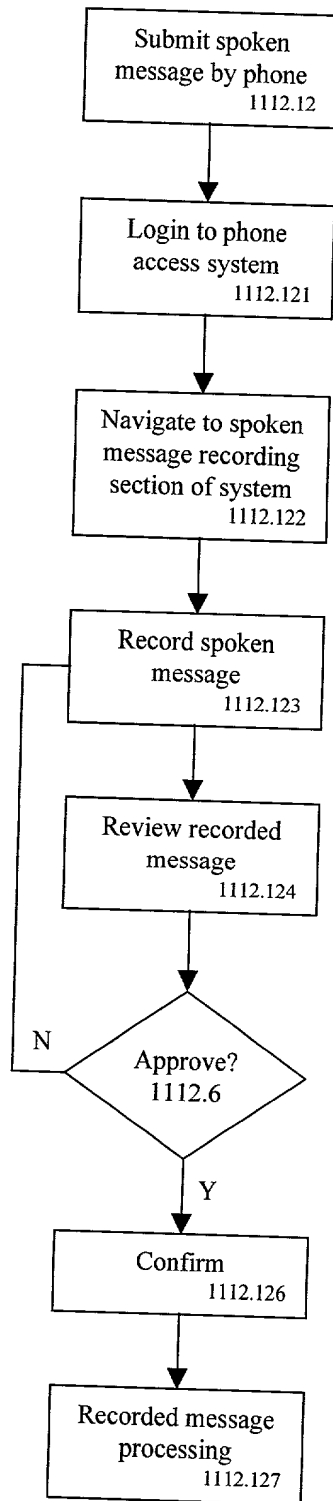 Submit spoken
message by phone
1112.12
Login to phone
access system
1112.121
Navigate to spoken
message recording
section of system
1112.122
Record spoken
message
1112.123
Review recorded
message
1112.124
N
Approve?
1112.6
Y
Confirm
1112.126
Recorded message
processing
1112.127